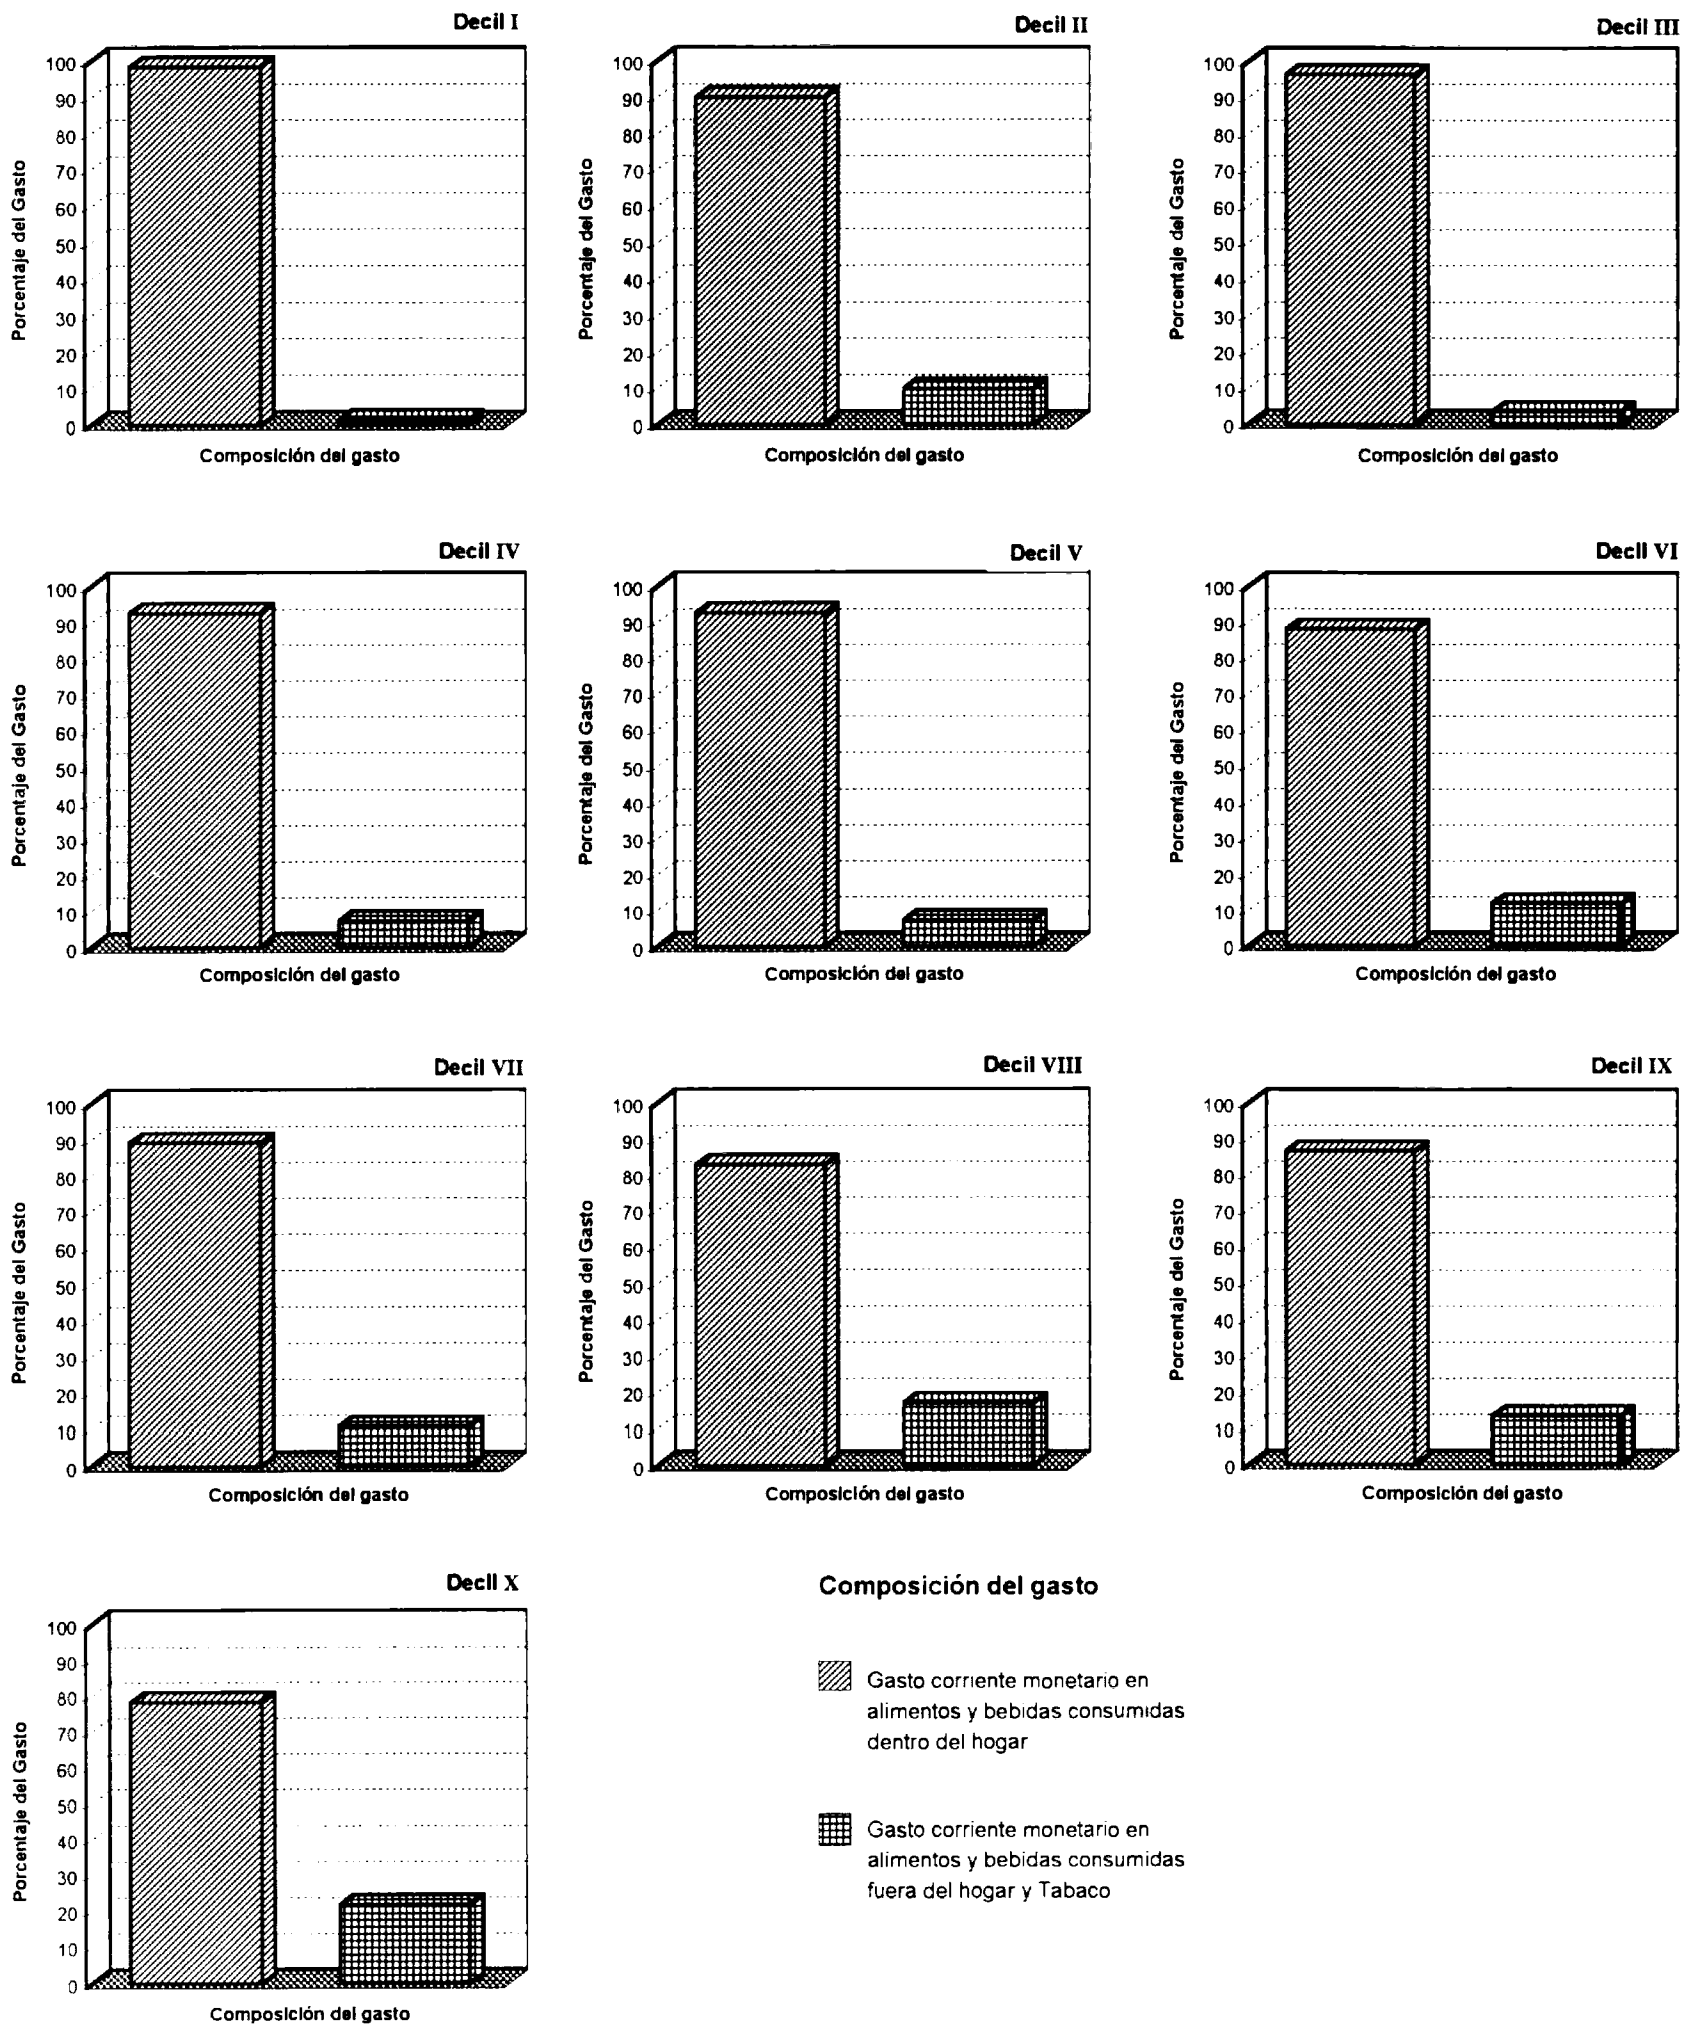 Decil I
100
90
80
70
60
50
40
30
20
10
0
Porcentaje del Gasto
Composición del gasto
Decil II
100
90
80
70
60
50
40
30
20
10
0
Porcentaje del Gasto
Composición del gasto
Decil III
100
90
80
70
60
50
40
30
20
10
0
Porcentaje del Gasto
Composición del gasto
Decil IV
100
90
80
70
60
50
40
30
20
10
0
Porcentaje del Gasto
Composición del gasto
Decil V
100
90
80
70
60
50
40
30
20
10
0
Porcentaje del Gasto
Composición del gasto
Decil VI
100
90
80
70
60
50
40
30
20
10
0
Porcentaje del Gasto
Composición del gasto
Decil VII
100
90
80
70
60
50
40
30
20
10
0
Porcentaje del Gasto
Composición del gasto
Decil VIII
100
90
80
70
60
50
40
30
20
10
0
Porcentaje del Gasto
Composición del gasto
Decil IX
100
90
80
70
60
50
40
30
20
10
0
Porcentaje del Gasto
Composición del gasto
Decil X
100
90
80
70
60
50
40
30
20
10
0
Porcentaje del Gasto
Composición del gasto
Composición del gasto
Gasto corriente monetario en
alimentos y bebidas consumidas
dentro del hogar
Gasto corriente monetario en
alimentos y bebidas consumidas
fuera del hogar y Tabaco